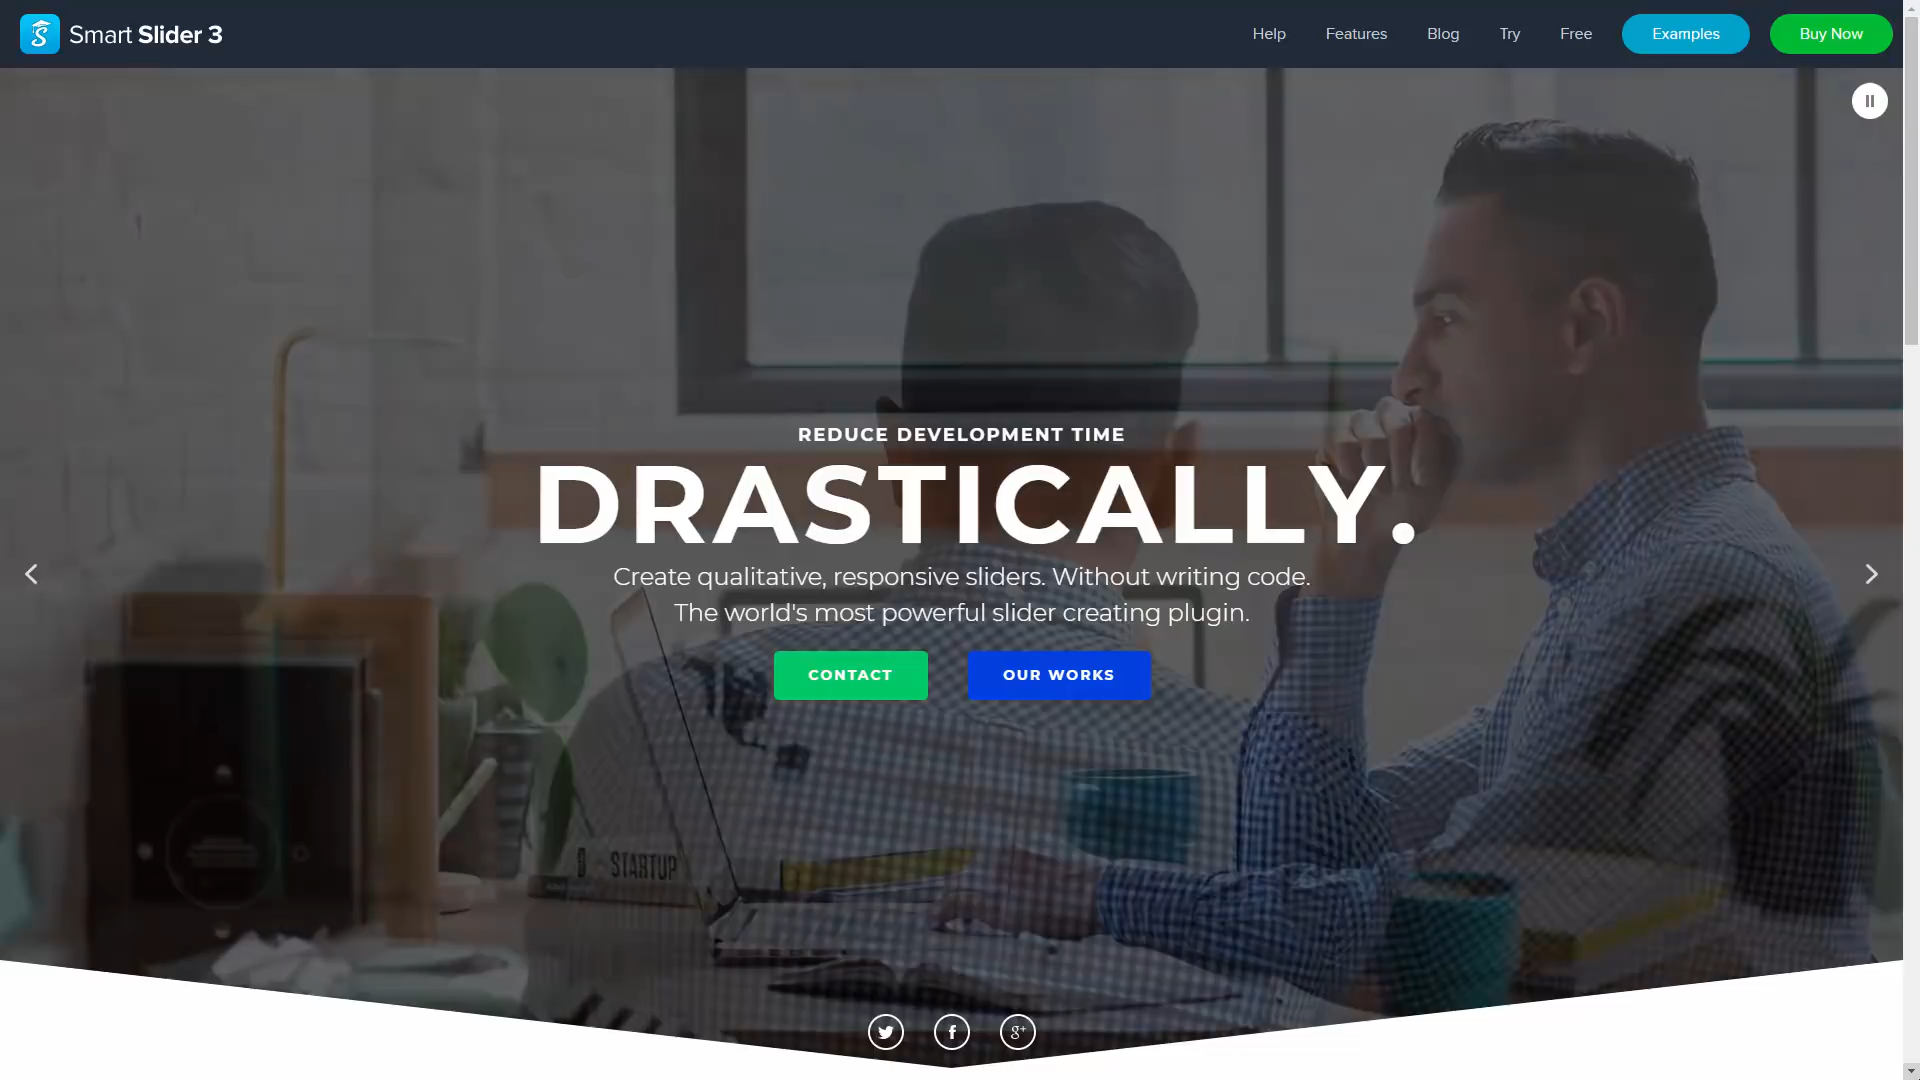 Smart Slider 3
Help
Features
Blog
Try
Free
Examples
Buy Now
REDUCE DEVELOPMENT TIME
DRASTICALLY.
Create qualitative, responsive sliders. Without writing code.
The world's most powerful slider creating plugin.
CONTACT
OUR WORKS
STARTUP